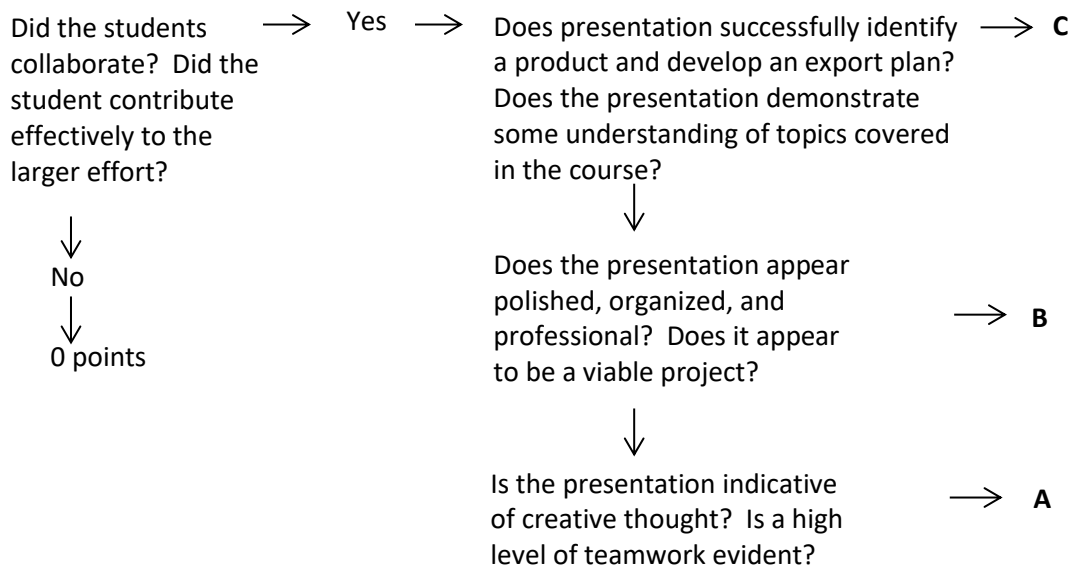 Did the students
collaborate? Did the
student contribute
effectively to the
larger effort?
Yes
No
0 points
Does presentation successfully identify
a product and develop an export plan?
Does the presentation demonstrate
some understanding of topics covered
in the course?
C
Does the presentation appear
polished, organized, and
professional? Does it appear
to be a viable project?
B
Is the presentation indicative
of creative thought? Is a high
level of teamwork evident?
A